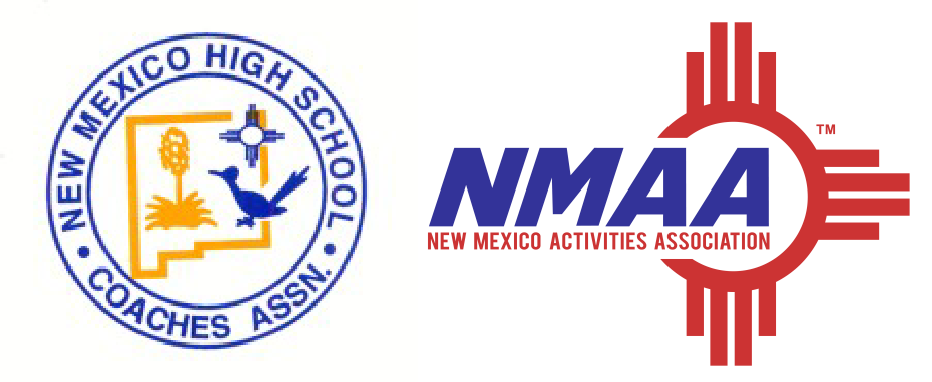 NEW MEXICO HIGH SCHOOL
• COACHES ASSN. •
NMAA
TM
NEW MEXICO ACTIVITIES ASSOCIATION